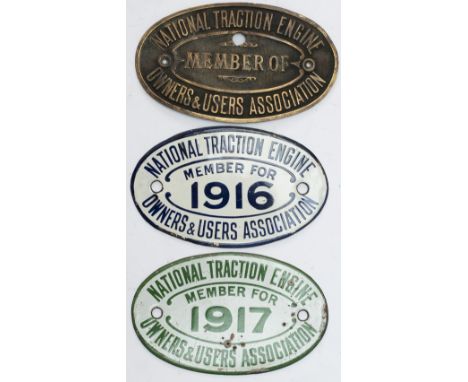 NATIONAL TRACTION ENGINE
MEMBER OF
OWNERS & USERS ASSOCIATION
NATIONAL TRACTION ENGINE
MEMBER FOR
1916
OWNERS & USERS ASSOCIATION
NATIONAL TRACTION ENGINE
MEMBER FOR
1917
OWNERS & USERS ASSOCIATION